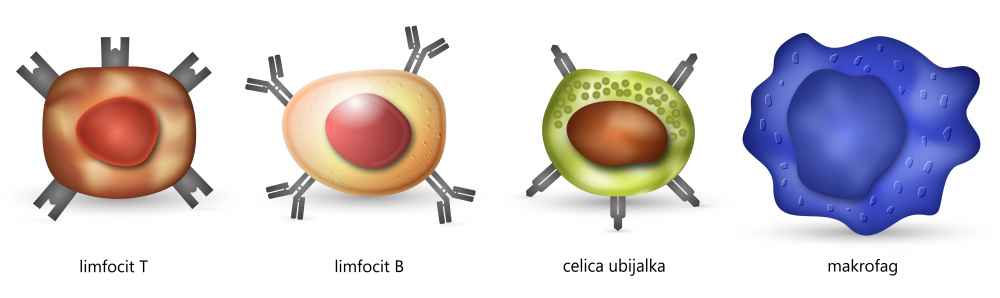 limfocit T
limfocit B
celica ubijalka
makrofag